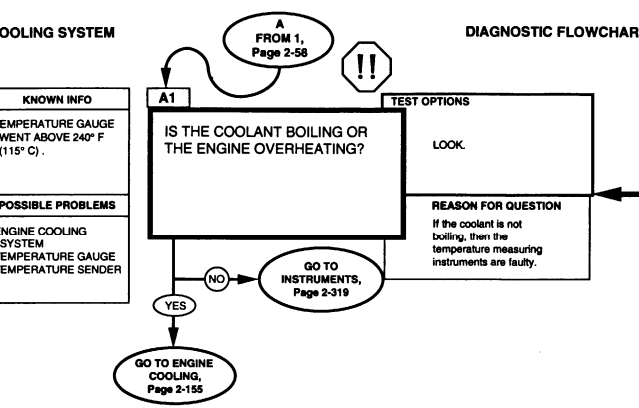 OOLING SYSTEM
DIAGNOSTIC FLOWCHAR
A
FROM 1,
Page 2-58
!!
A1
KNOWN INFO
EMPERATURE GAUGE
WENT ABOVE 240° F
(115° C) .
POSSIBLE PROBLEMS
ENGINE COOLING
SYSTEM
TEMPERATURE GAUGE
TEMPERATURE SENDER
IS THE COOLANT BOILING OR
THE ENGINE OVERHEATING?
TEST OPTIONS
LOOK.
REASON FOR QUESTION
If the coolant is not
boiling, then the
temperature measuring
instruments are faulty.
NO
GO TO
INSTRUMENTS,
Page 2-319
YES
GO TO ENGINE
COOLING,
Page 2-155